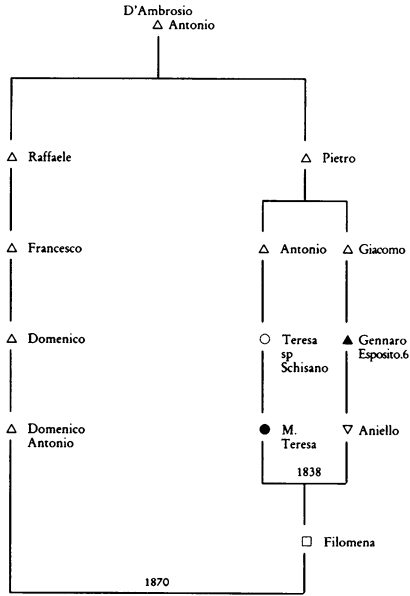 D'Ambrosio
Antonio
Raffaele
Pietro
Francesco
Antonio
Giacomo
Domenico
Teresa
sp
Schisano
Gennaro
Esposito.6
Domenico
Antonio
M.
Teresa
Aniello
1838
Filomena
1870